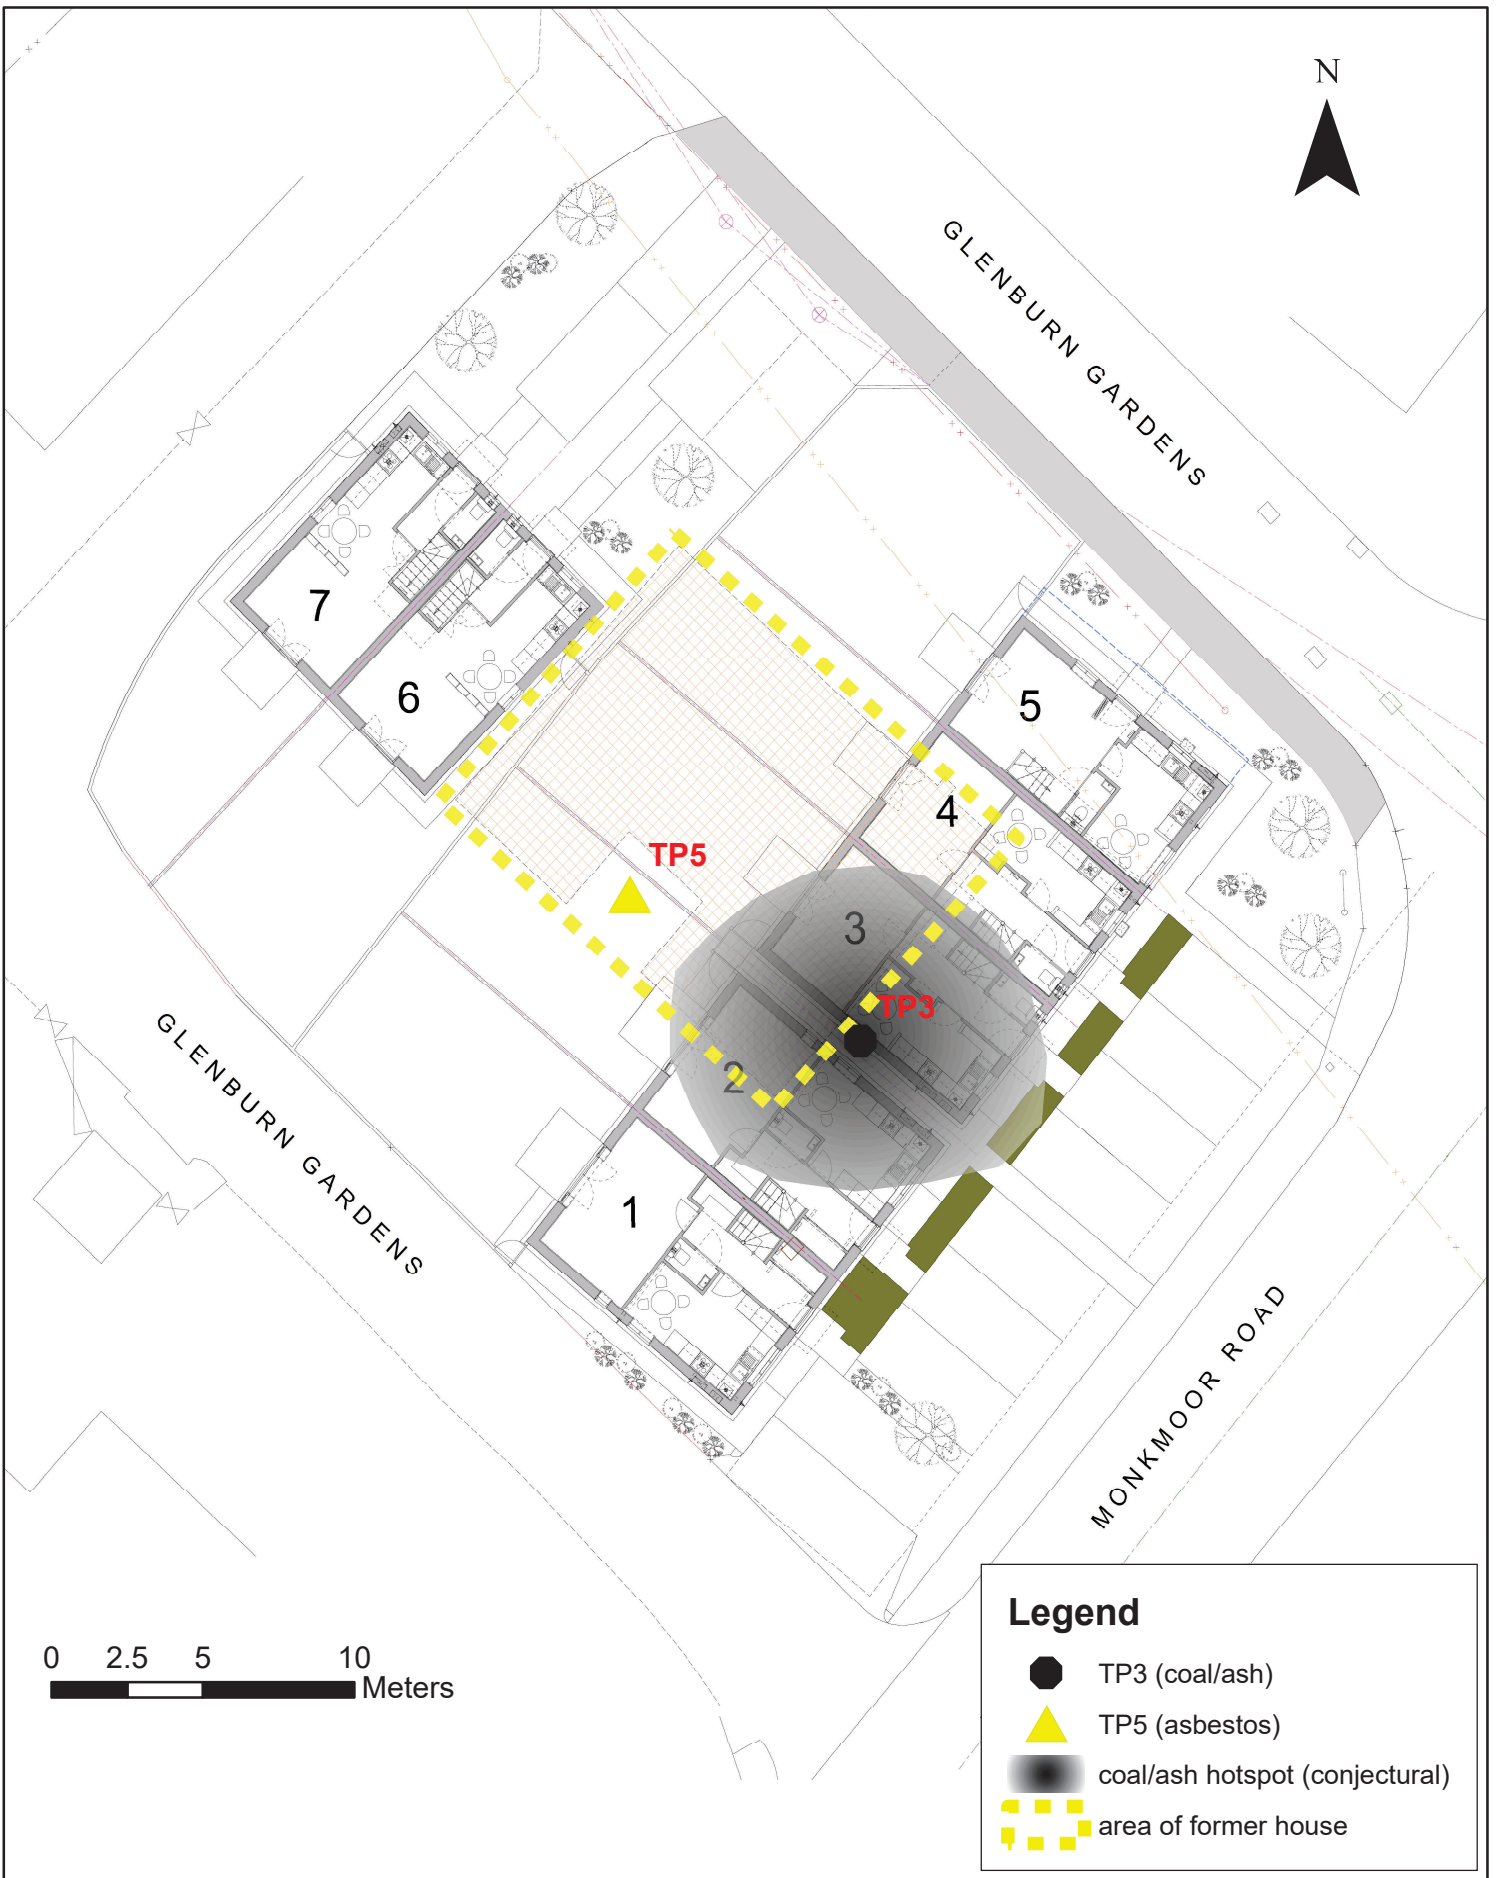 N
GLENBURN GARDENS
7
6
5
4
TP5
3
TP3
2
GLENBURN GARDENS
1
MONKMOOR ROAD
0 2.5 5 10
Meters
Legend
TP3 (coal/ash)
TP5 (asbestos)
coal/ash hotspot (conjectural)
area of former house